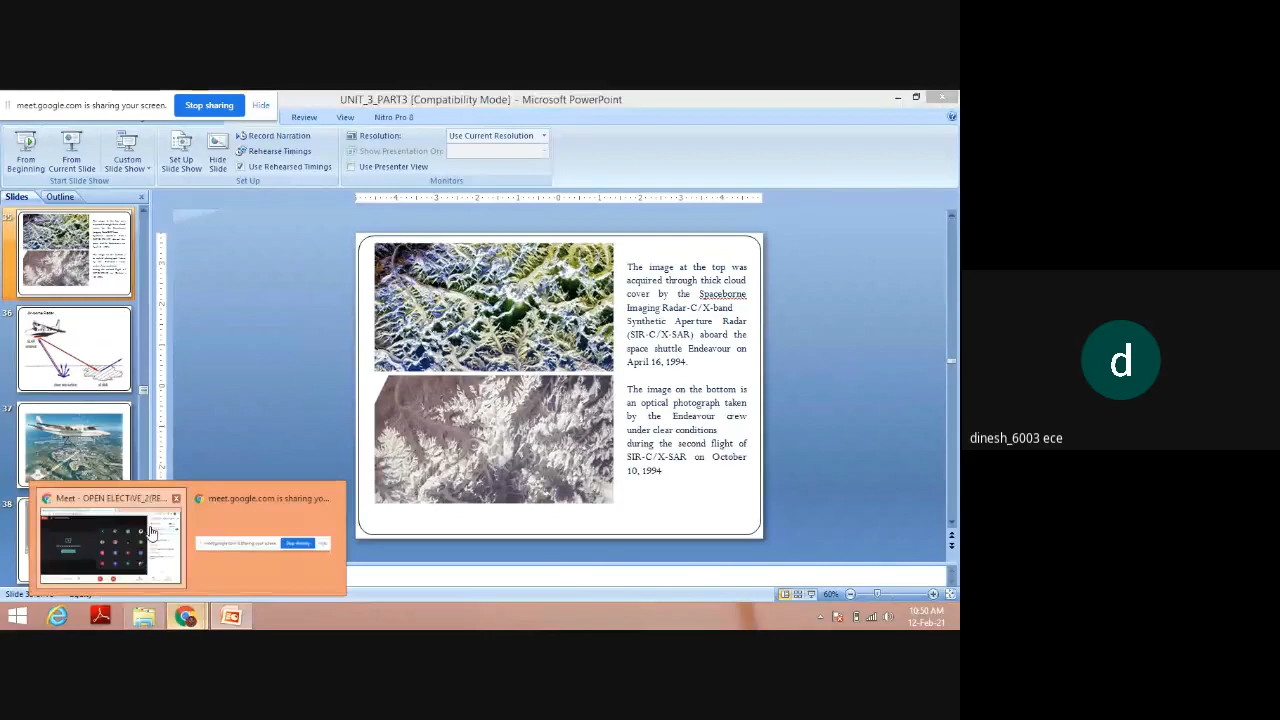 meet.google.com is sharing your screen.
Stop sharing
Hide
UNIT_3_PART3 [Compatibility Mode] - Microsoft PowerPoint
Review
View
Nitro Pro 8
From Beginning
From Current Slide
Custom Slide Show
Start Slide Show
Set Up Slide Show
Hide Slide
Record Narration
Rehearse Timings
Use Rehearsed Timings
Set Up
Resolution:
Use Current Resolution
Show Presentation On:
Use Presenter View
Monitors
Slides
Outline
36
37
38
The image at the top was
acquired through thick cloud
cover by the Spaceborne
Imaging Radar-C/X-band
Synthetic Aperture Radar
(SIR-C/X-SAR) aboard the
space shuttle Endeavour on
April 16, 1994.
The image on the bottom is
an optical photograph taken
by the Endeavour crew
under clear conditions
during the second flight of
SIR-C/X-SAR on October
10, 1994
Meet - OPEN ELECTIVE_2(RE...
meet.google.com is sharing yo...
60%
10:50 AM
12-Feb-21
d
dinesh_6003 ece